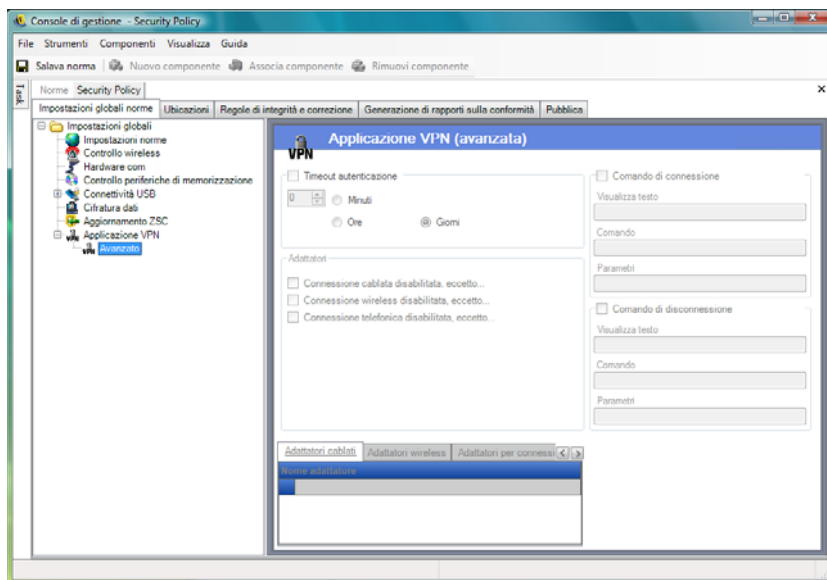 Console di gestione - Security Policy
File Strumenti Componenti Visualizza Guida
Salava norma Nuovo componente Associa componente Rimuovi componente
Task
Norme Security Policy
Impostazioni globali norme Ubicazioni Regole di integrità e correzione Generazione di rapporti sulla conformità Pubblica
Impostazioni globali
Impostazioni norme
Controllo wireless
Hardware com
Controllo periferiche di memorizzazione
Connettività USB
Cifratura dati
Aggiornamento ZSC
Applicazione VPN
VPN
Avanzato
VPN
Applicazione VPN (avanzata)
VPN
Timeout autenticazione
0 Minuti
Ore Giorni
Adattatori
Connessione cablata disabilitata, eccetto...
Connessione wireless disabilitata, eccetto...
Connessione telefonica disabilitata, eccetto...
Comando di connessione
Visualizza testo
Comando
Parametri
Comando di disconnessione
Visualizza testo
Comando
Parametri
Adattatori cablati Adattatori wireless Adattatori per connessi
Nome adattatore